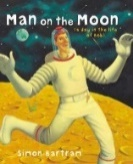 Man on the Moon
(a day in the life
of Bob)
Simon Bartram